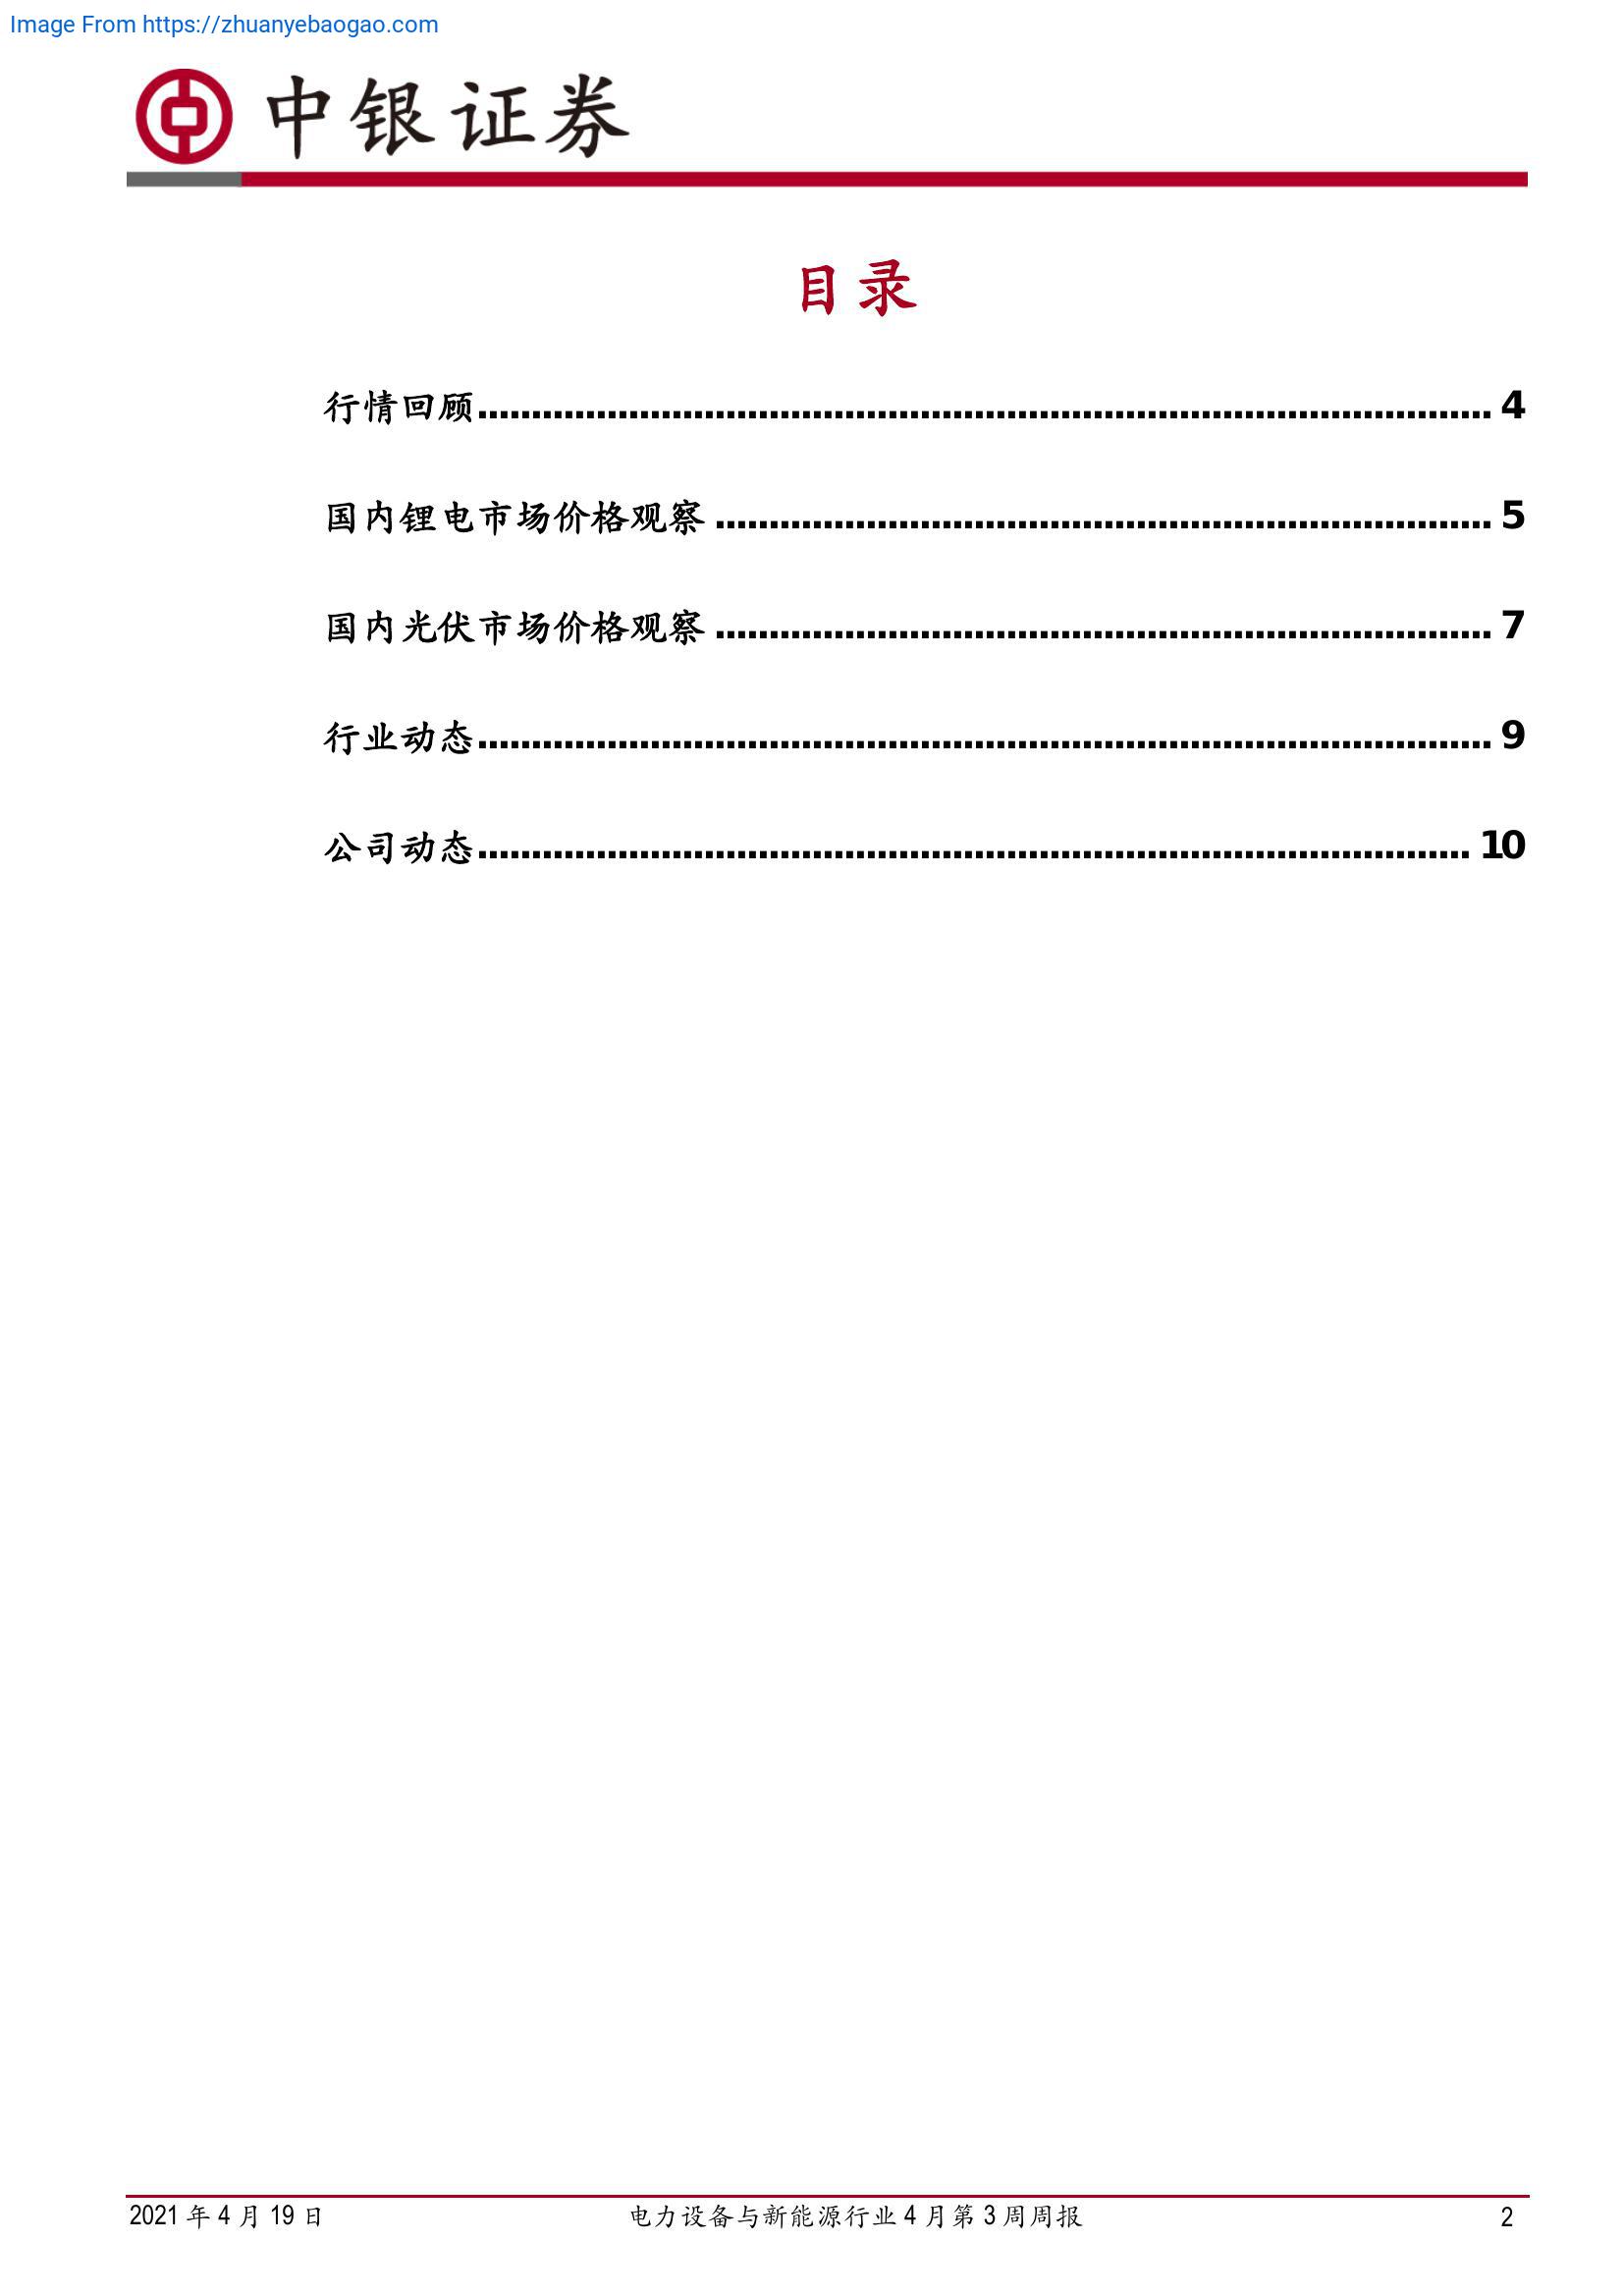 Image From https://zhuanyebaogao.com
中银证券
目录
行情回顾.............................................................................................. 4
国内锂电市场价格观察 ........................................................................ 5
国内光伏市场价格观察 ........................................................................ 7
行业动态.............................................................................................. 9
公司动态............................................................................................ 10
2021 年 4 月 19 日 电力设备与新能源行业 4 月第 3 周周报 2